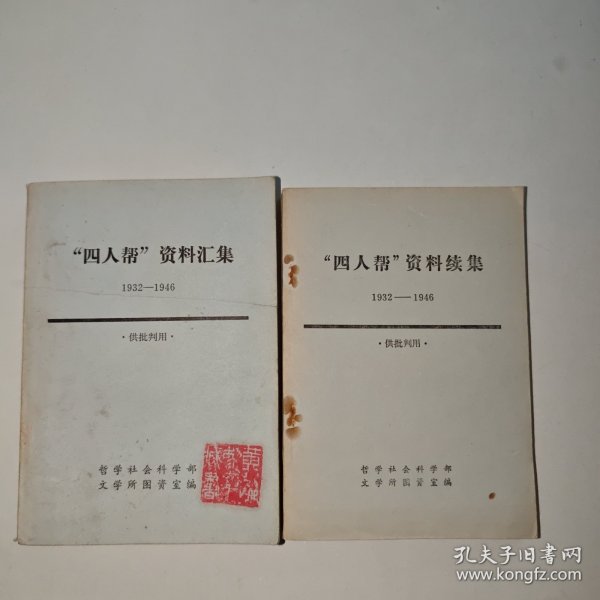 “四人帮”资料汇集
1932—1946
·供批判用·
哲学社会科学部
文学所图资室编
“四人帮”资料续集
1932——1946
·供批判用·
哲学社会科学部
文学所图资室编
孔夫子旧书网
www.kongfz.com